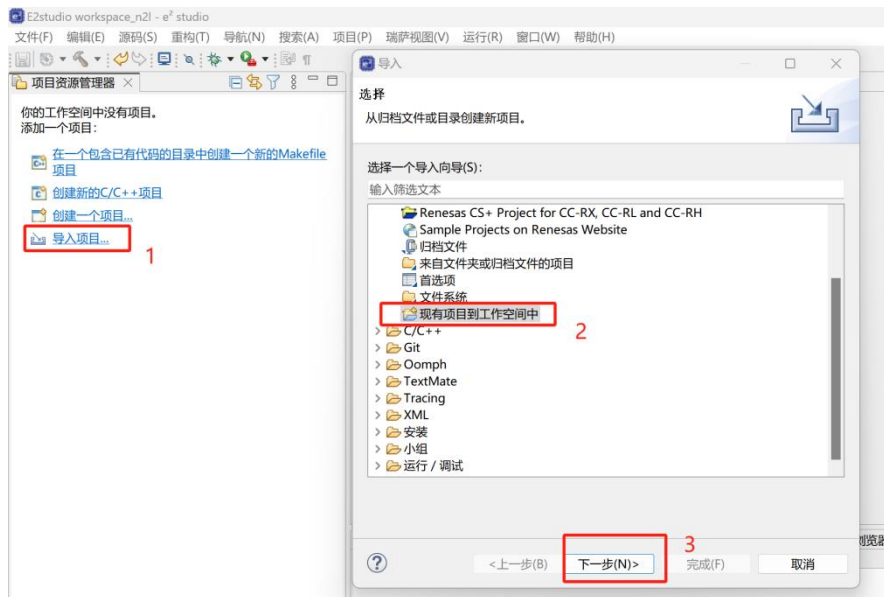 E2studio workspace_n2l - e² studio
文件(F) 编辑(E) 源码(S) 重构(T) 导航(N) 搜索(A) 项目(P) 瑞萨视图(V) 运行(R) 窗口(W) 帮助(H)
项目资源管理器
你的工作空间中没有项目。
添加一个项目：
在一个包含已有代码的目录中创建一个新的Makefile
项目
创建新的C/C++项目
创建一个项目...
导入项目...
1
导入
选择
从归档文件或目录创建新项目。
选择一个导入向导(S):
输入筛选文本
Renesas CS+ Project for CC-RX, CC-RL and CC-RH
Sample Projects on Renesas Website
归档文件
来自文件夹或归档文件的项目
首选项
文件系统
现有项目到工作空间中
2
C/C++
Git
Oomph
TextMate
Tracing
XML
安装
小组
运行 / 调试
3
<上一步(B) 下一步(N)> 完成(F) 取消
浏览器